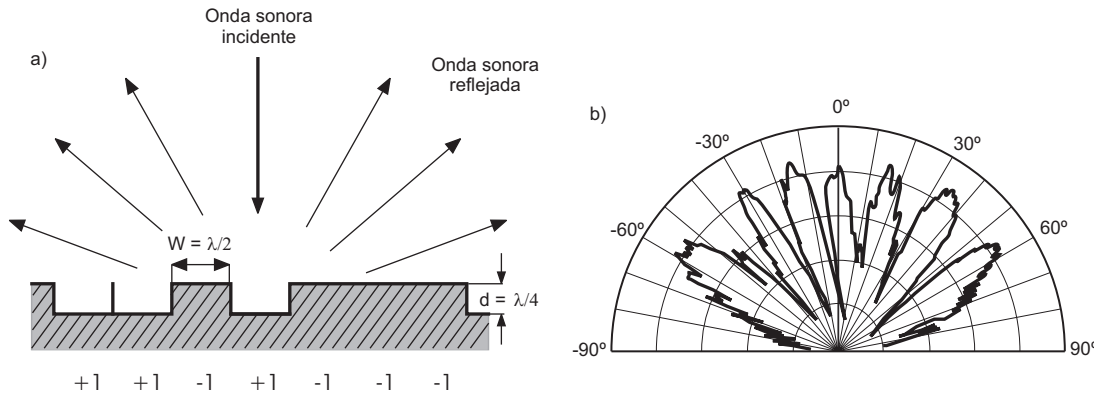 a)
Onda sonora
incidente
Onda sonora
reflejada
W = λ/2
d = λ/4
+1 +1 -1 +1 -1 -1 -1
b)
0º
-30º
30º
-60º
60º
-90º
90º